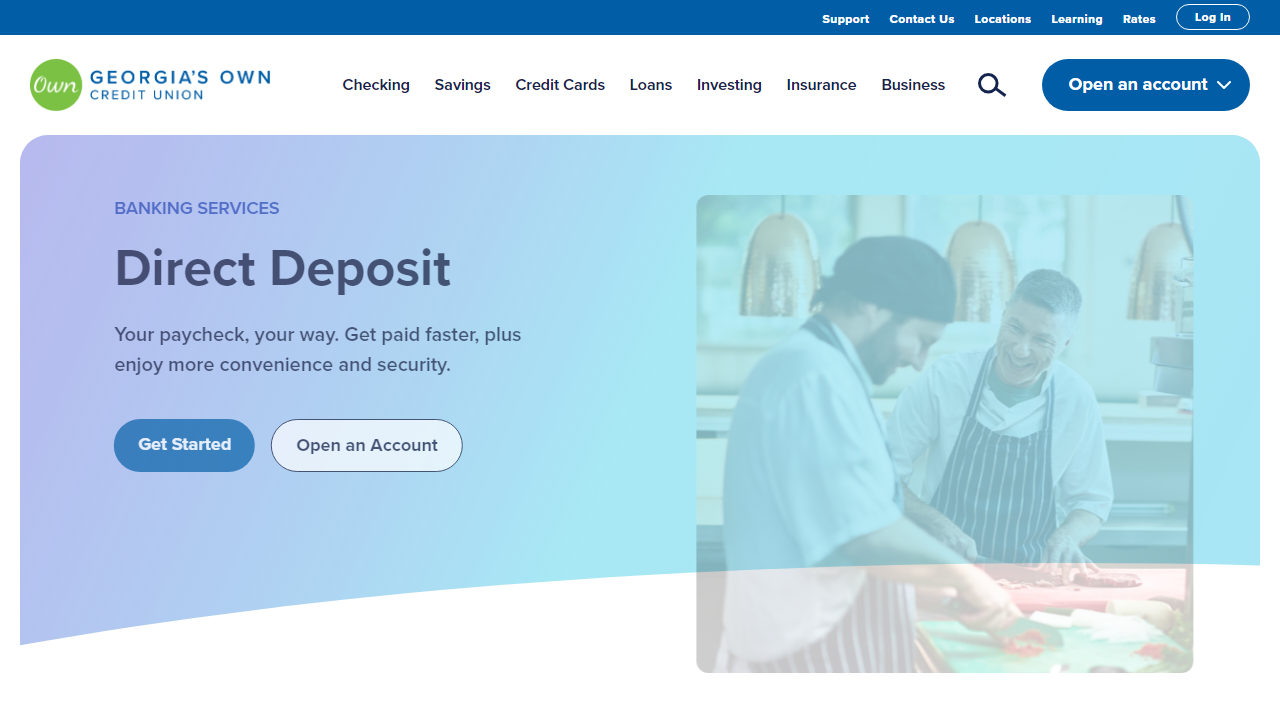 Support Contact Us Locations Learning Rates Log In
Own GEORGIA'S OWN
CREDIT UNION
Checking Savings Credit Cards Loans Investing Insurance Business
Open an account
BANKING SERVICES
Direct Deposit
Your paycheck, your way. Get paid faster, plus
enjoy more convenience and security.
Get Started Open an Account